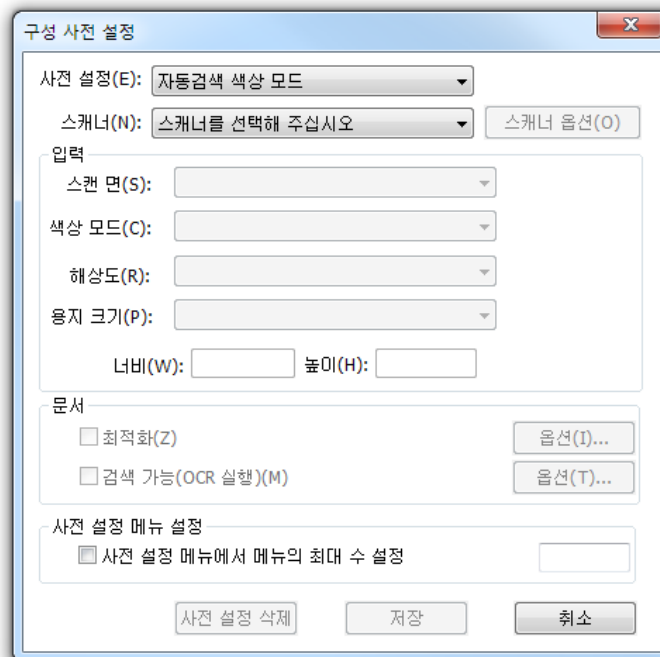 구성 사전 설정
사전 설정(E): 자동검색 색상 모드
스캐너(N): 스캐너를 선택해 주십시오 스캐너 옵션(O)
입력
스캔 면(S):
색상 모드(C):
해상도(R):
용지 크기(P):
너비(W): 높이(H):
문서
최적화(Z) 옵션(I)...
검색 가능(OCR 실행)(M) 옵션(T)...
사전 설정 메뉴 설정
사전 설정 메뉴에서 메뉴의 최대 수 설정
사전 설정 삭제 저장 취소